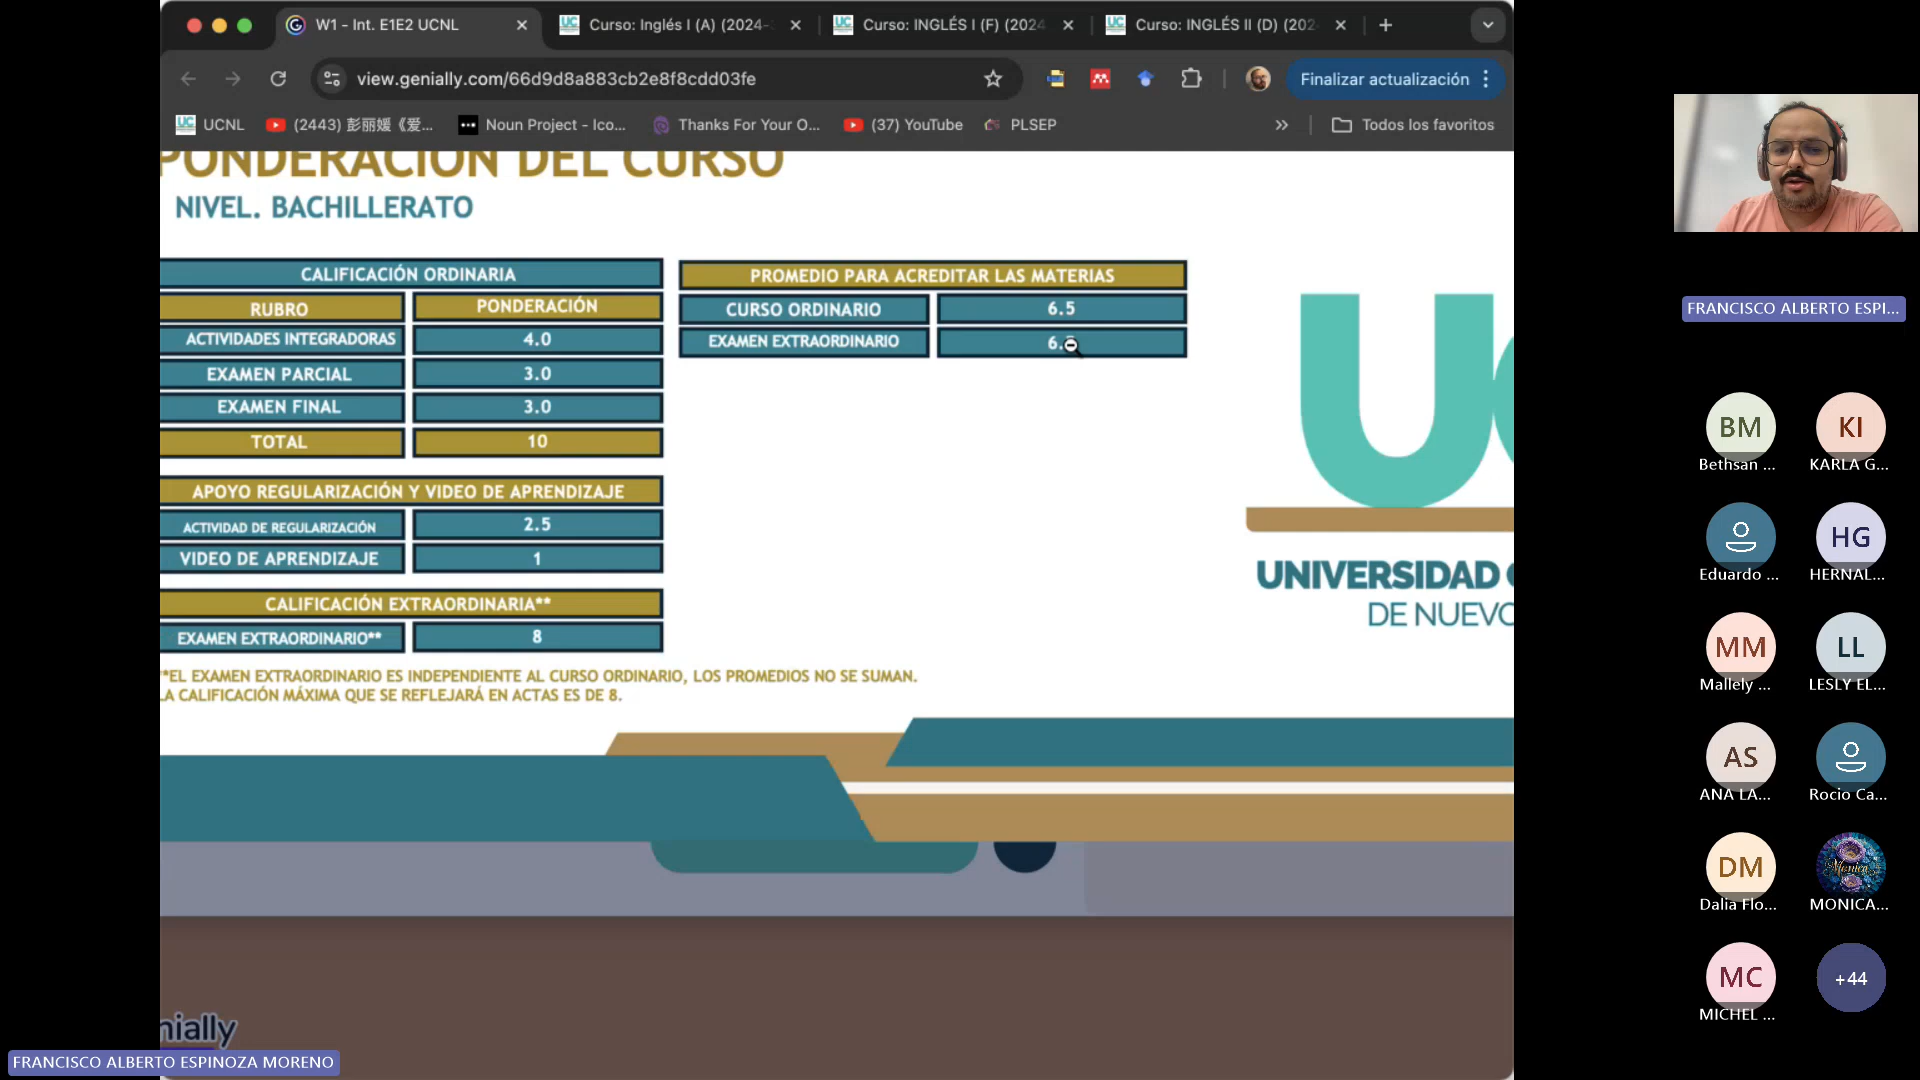 W1 - Int. E1E2 UCNL
Curso: Inglés I (A) (2024-
Curso: INGLÉS I (F) (2024
Curso: INGLÉS II (D) (202
view.genially.com/66d9d8a883cb2e8f8cdd03fe
Finalizar actualización
UCNL
(2443) 彭丽媛《爱...
Noun Project - Ico...
Thanks For Your O...
(37) YouTube
PLSEP
Todos los favoritos
PONDERACIÓN DEL CURSO
NIVEL. BACHILLERATO
CALIFICACIÓN ORDINARIA
RUBRO PONDERACIÓN
ACTIVIDADES INTEGRADORAS 4.0
EXAMEN PARCIAL 3.0
EXAMEN FINAL 3.0
TOTAL 10
APOYO REGULARIZACIÓN Y VIDEO DE APRENDIZAJE
ACTIVIDAD DE REGULARIZACIÓN 2.5
VIDEO DE APRENDIZAJE 1
CALIFICACIÓN EXTRAORDINARIA**
EXAMEN EXTRAORDINARIO** 8
**EL EXAMEN EXTRAORDINARIO ES INDEPENDIENTE AL CURSO ORDINARIO, LOS PROMEDIOS NO SE SUMAN.
LA CALIFICACIÓN MÁXIMA QUE SE REFLEJARÁ EN ACTAS ES DE 8.
PROMEDIO PARA ACREDITAR LAS MATERIAS
CURSO ORDINARIO 6.5
EXAMEN EXTRAORDINARIO 6.
U
UNIVERSIDAD
DE NUEVO
nially
FRANCISCO ALBERTO ESPINOZA MORENO
FRANCISCO ALBERTO ESPI...
BM
Bethsan ...
KI
KARLA G...
Eduardo ...
HG
HERNAL...
MM
Mallely ...
LL
LESLY EL...
AS
ANA LA...
Rocio Ca...
DM
Dalia Flo...
Monica
MONICA...
MC
MICHEL ...
+44